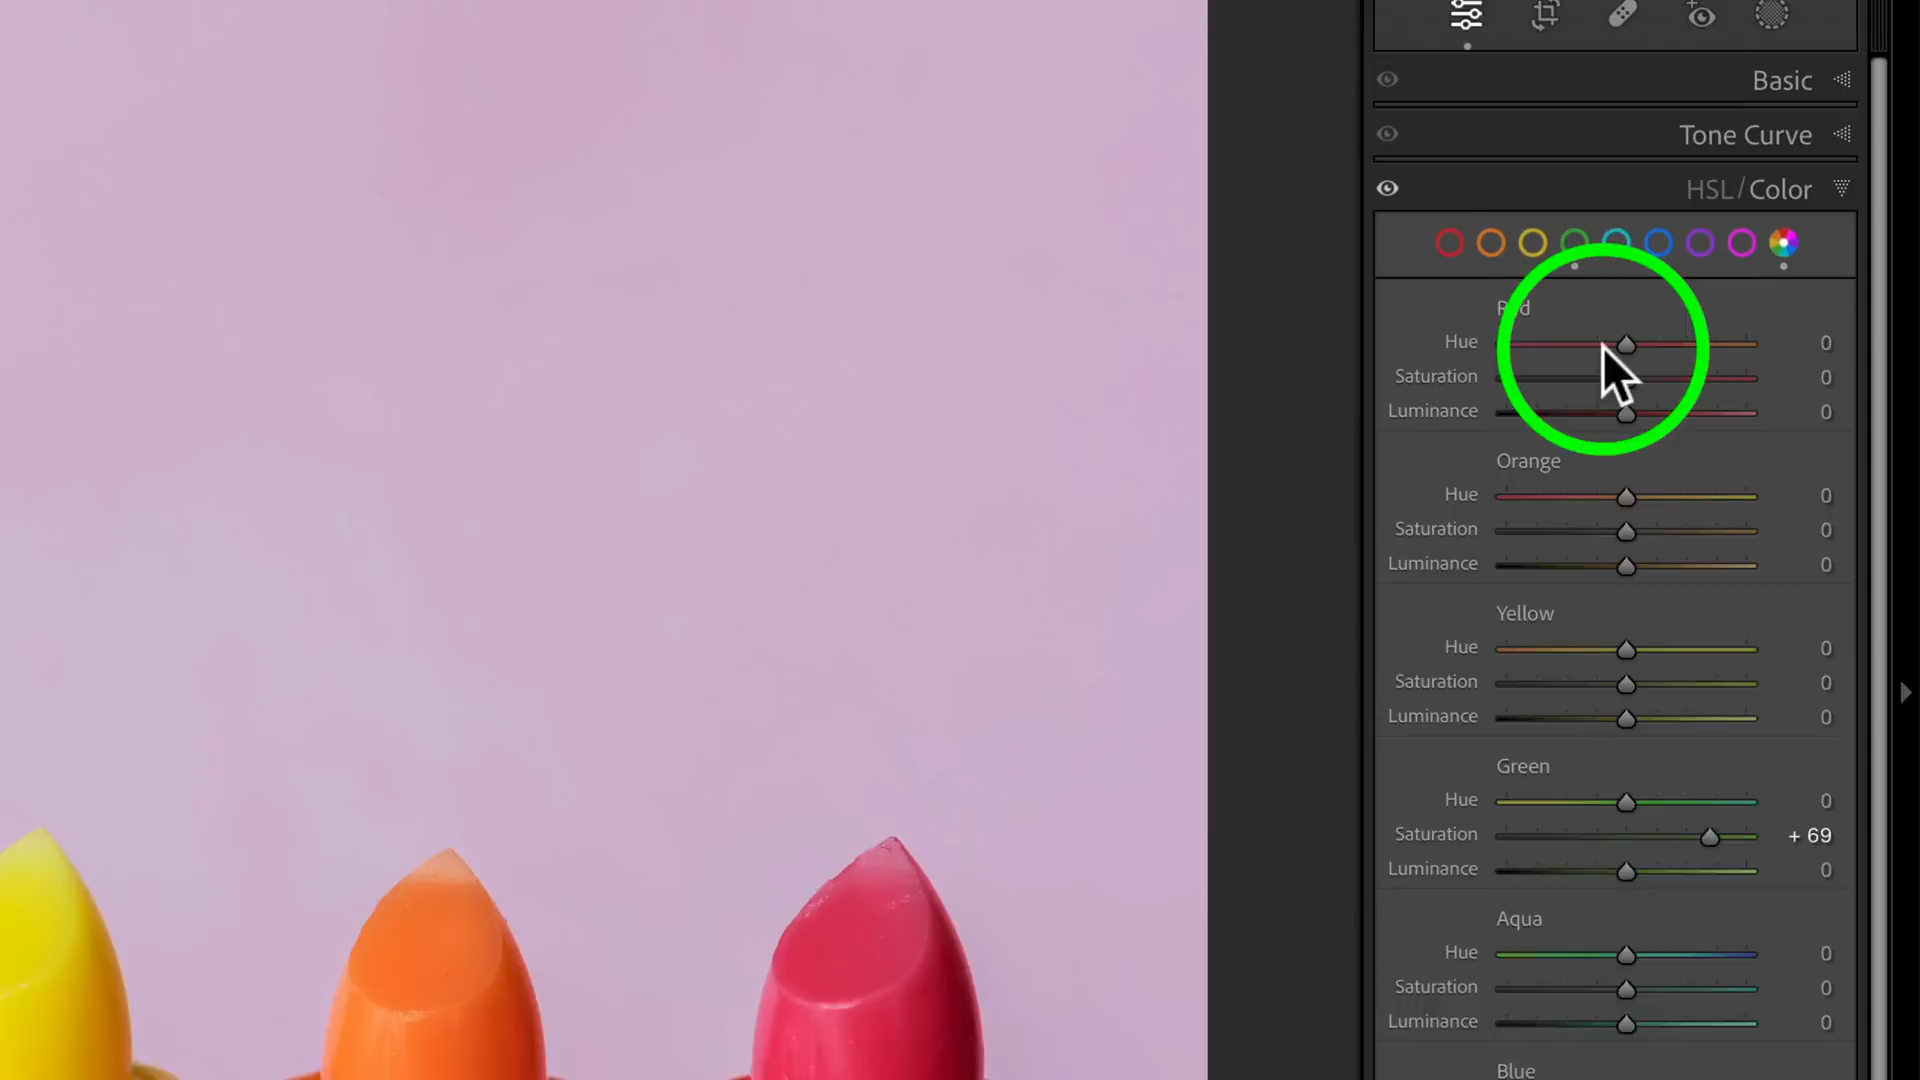 Basic
Tone Curve
HSL / Color
Red
Hue 0
Saturation 0
Luminance 0
Orange
Hue 0
Saturation 0
Luminance 0
Yellow
Hue 0
Saturation 0
Luminance 0
Green
Hue 0
Saturation + 69
Luminance 0
Aqua
Hue 0
Saturation 0
Luminance 0
Blue